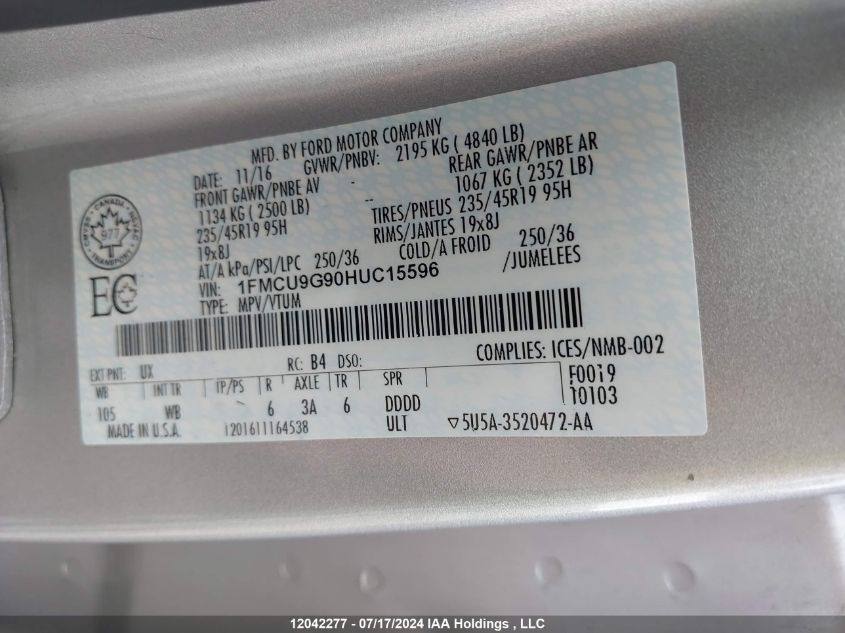 MFD. BY FORD MOTOR COMPANY
DATE: 11/16 GVWR/PNBV: 2195 KG ( 4840 LB)
FRONT GAWR/PNBE AV - REAR GAWR/PNBE AR
1134 KG ( 2500 LB) -- 1067 KG ( 2352 LB)
235/45R19 95H TIRES/PNEUS 235/45R19 95H
19x8J RIMS/JANTES 19x8J
AT/A kPa/PSI/LPC 250/36 COLD/A FROID 250/36
VIN: 1FMCU9G90HUC15596 /JUMELEES
TYPE: MPV/VTUM
CANADA
977
TRANSPORT
EC
COMPLIES: ICES/NMB-002
EXT PNT: UX RC: B4 DSO: F0019
WB INT TR TP/PS R AXLE TR SPR 10103
105 WB - 6 3A 6 DDDD
MADE IN U.S.A. 1201611164538 ULT ▽5U5A-3520472-AA
12042277 - 07/17/2024 IAA Holdings , LLC